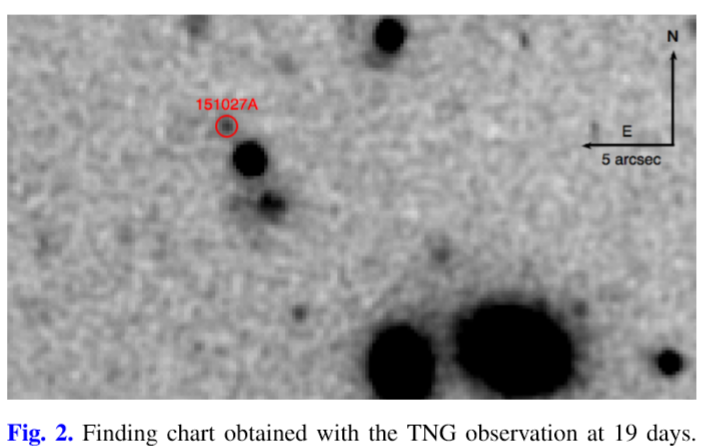 N
151027A
E
5 arcsec
Fig. 2. Finding chart obtained with the TNG observation at 19 days.